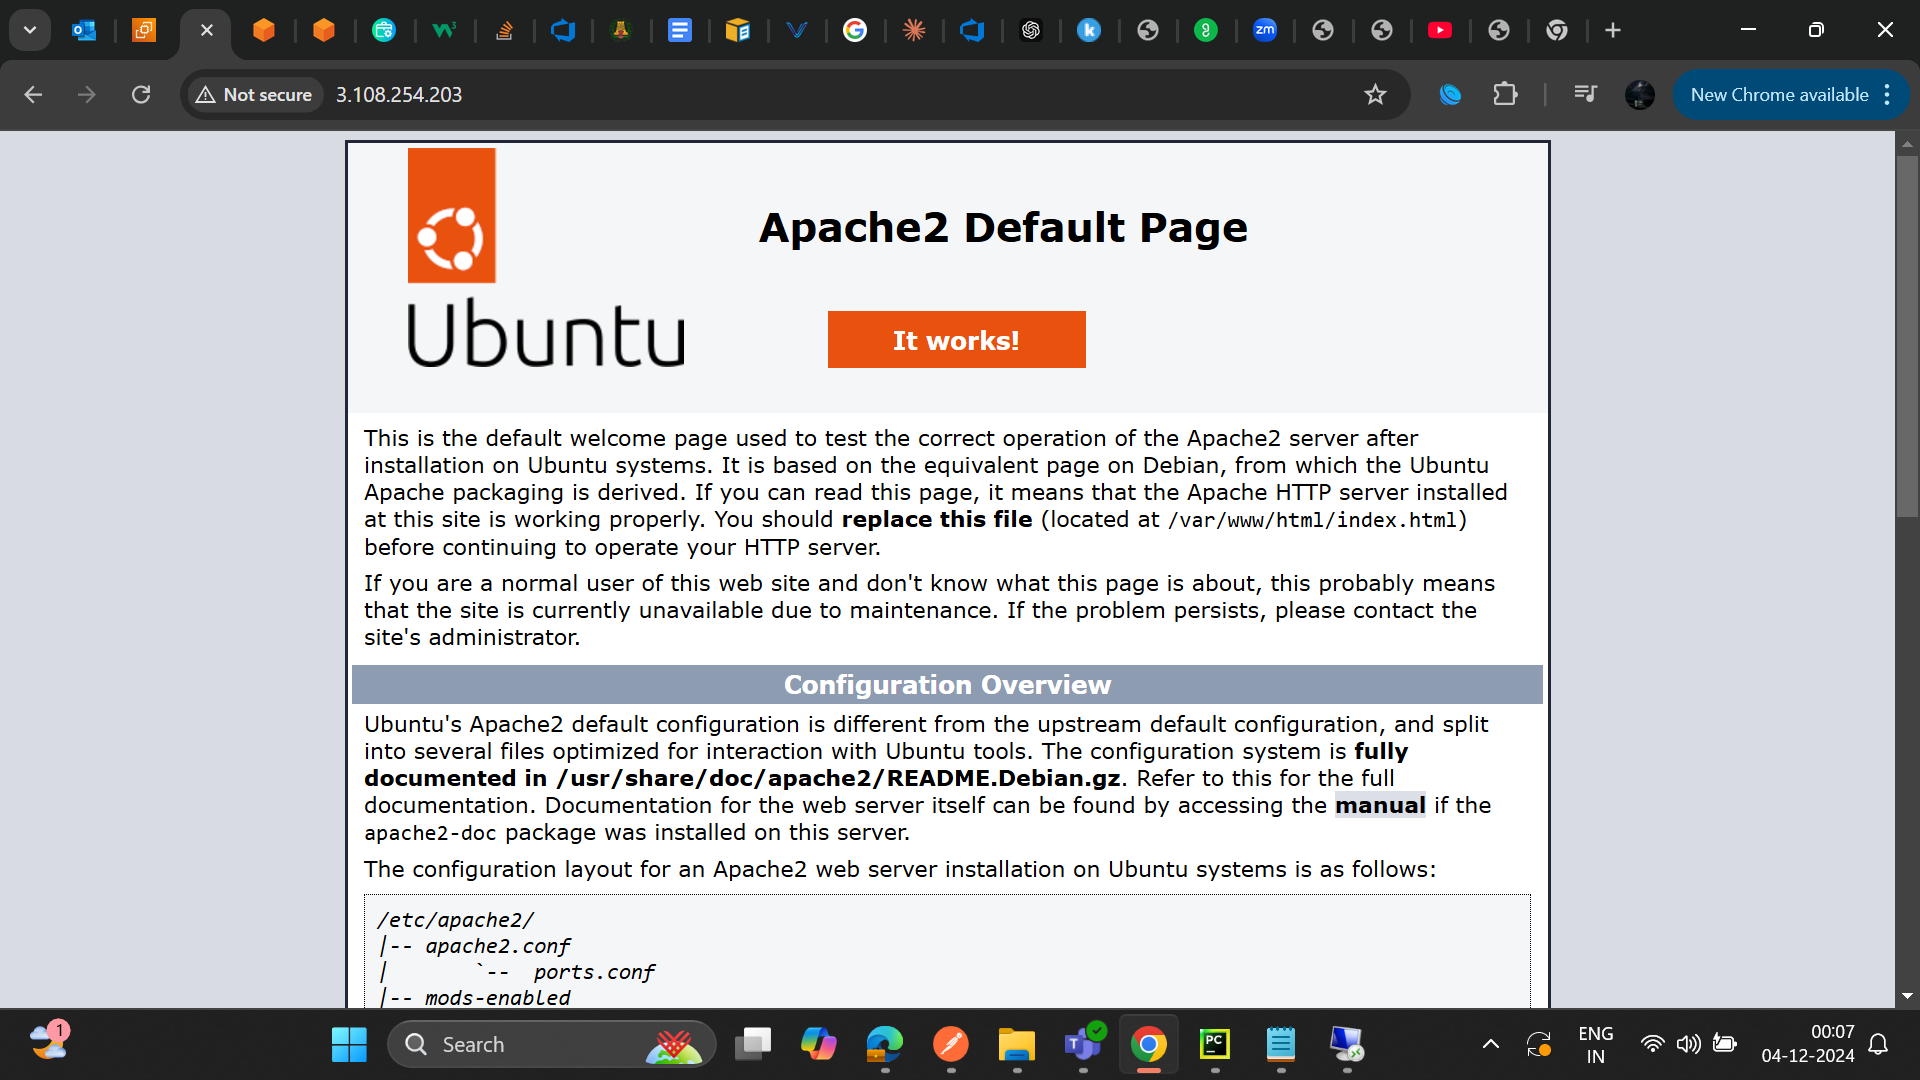 w3
zm
Not secure
3.108.254.203
New Chrome available
Ubuntu
Apache2 Default Page
It works!
This is the default welcome page used to test the correct operation of the Apache2 server after
installation on Ubuntu systems. It is based on the equivalent page on Debian, from which the Ubuntu
Apache packaging is derived. If you can read this page, it means that the Apache HTTP server installed
at this site is working properly. You should replace this file (located at /var/www/html/index.html)
before continuing to operate your HTTP server.
If you are a normal user of this web site and don't know what this page is about, this probably means
that the site is currently unavailable due to maintenance. If the problem persists, please contact the
site's administrator.
Configuration Overview
Ubuntu's Apache2 default configuration is different from the upstream default configuration, and split
into several files optimized for interaction with Ubuntu tools. The configuration system is fully
documented in /usr/share/doc/apache2/README.Debian.gz. Refer to this for the full
documentation. Documentation for the web server itself can be found by accessing the manual if the
apache2-doc package was installed on this server.
The configuration layout for an Apache2 web server installation on Ubuntu systems is as follows:
/etc/apache2/
|-- apache2.conf
|       `--  ports.conf
|-- mods-enabled
1
Search
PC
ENG
IN
00:07
04-12-2024